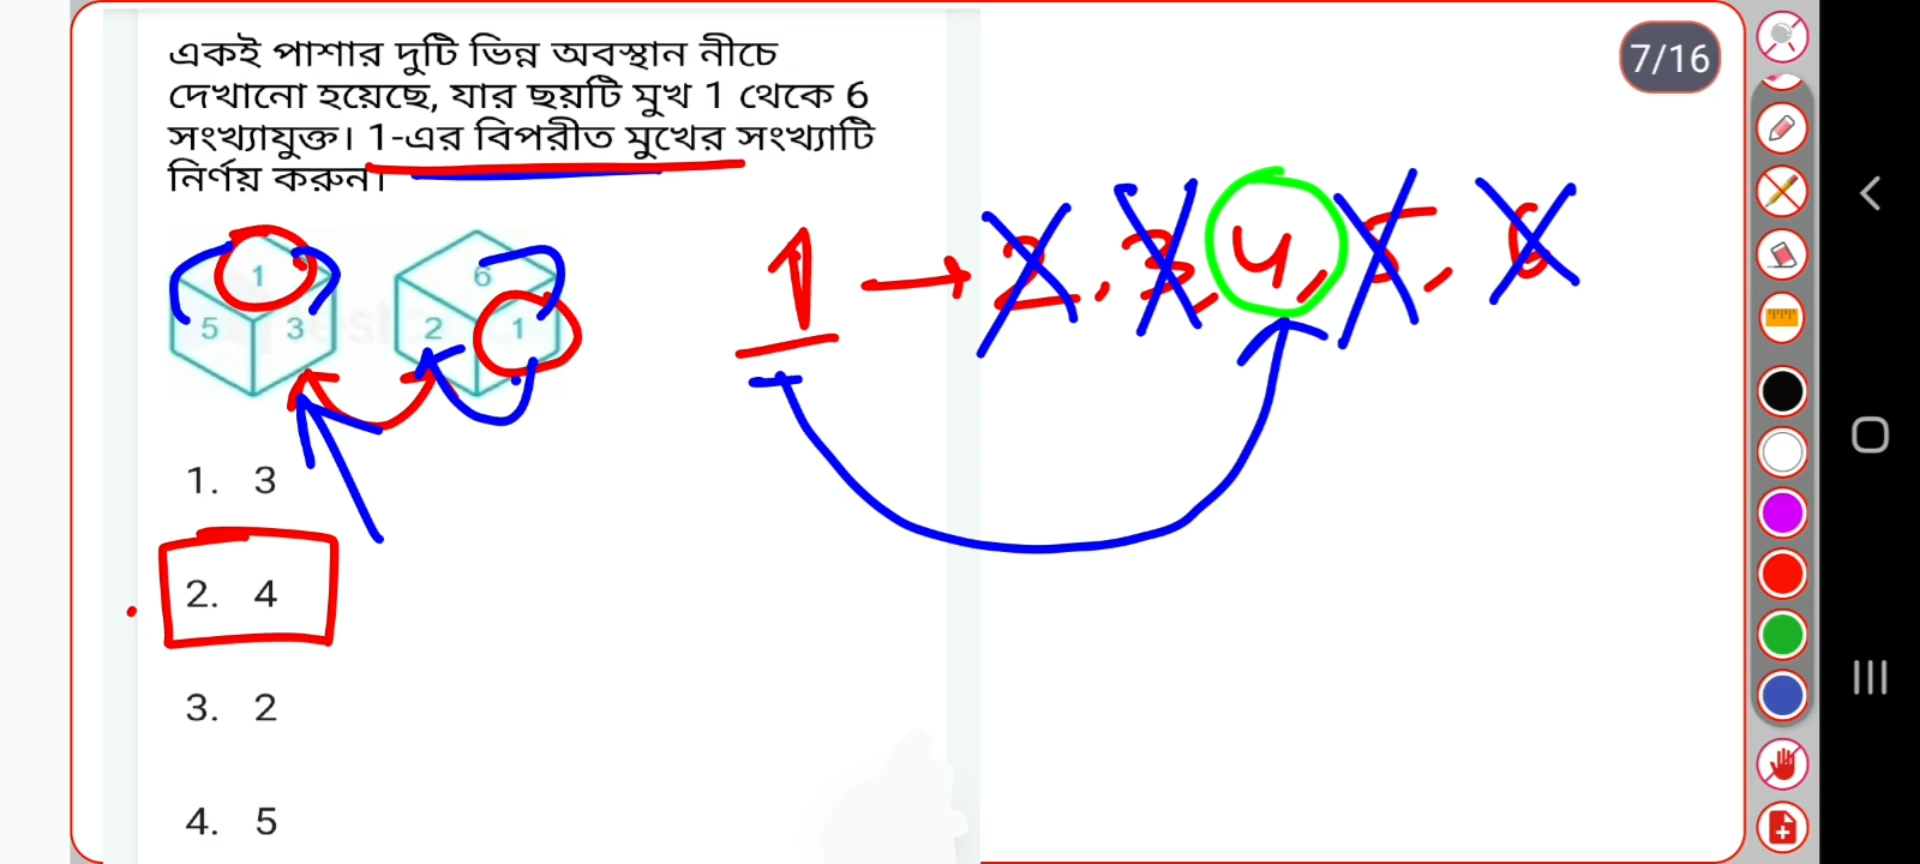 একই পাশার দুটি ভিন্ন অবস্থান নীচে
দেখানো হয়েছে, যার ছয়টি মুখ 1 থেকে 6
সংখ্যাযুক্ত। 1-এর বিপরীত মুখের সংখ্যাটি
নির্ণয় করুন।
7/16
1
5 3
6
2 1
1 → 2, 3, 4, 5, 6
1. 3
2. 4
3. 2
4. 5